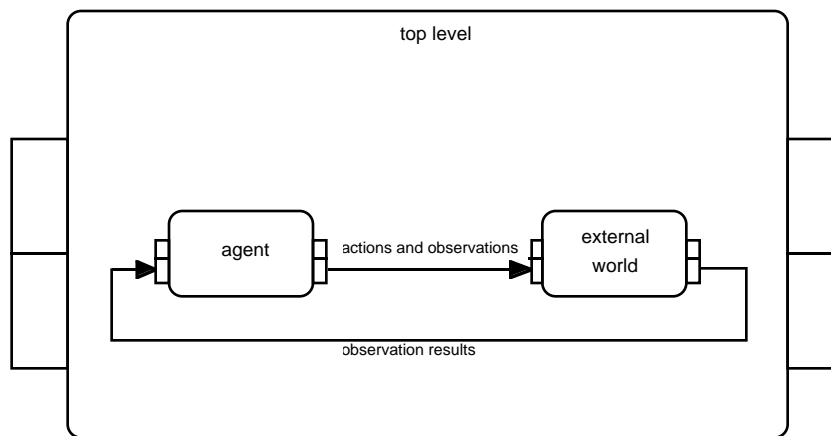 top level
agent
actions and observations
external
world
observation results